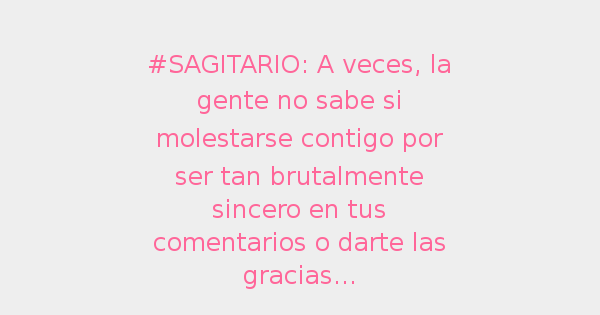 #SAGITARIO: A veces, la
gente no sabe si
molestarse contigo por
ser tan brutalmente
sincero en tus
comentarios o darte las
gracias...